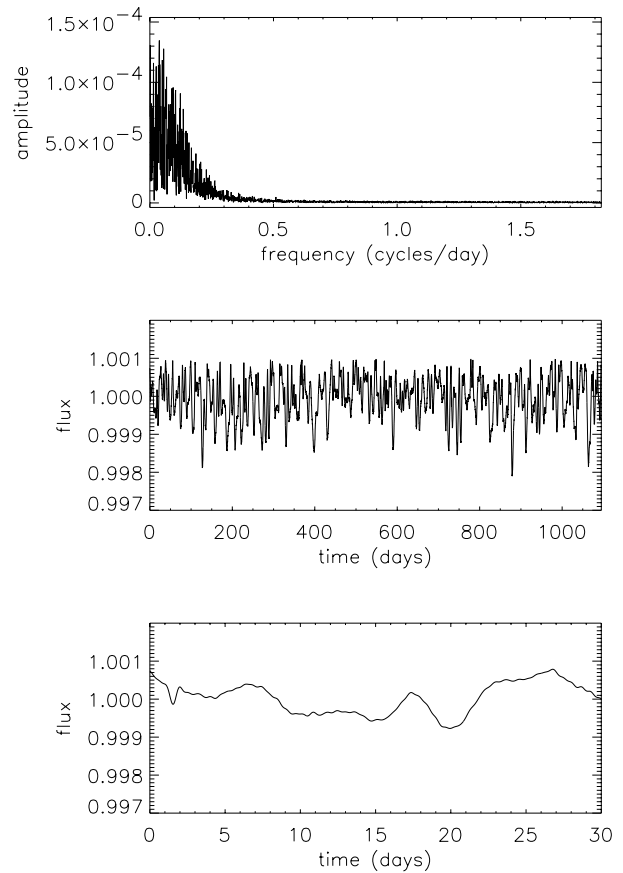 1.5×10⁻⁴
1.0×10⁻⁴
5.0×10⁻⁵
0
amplitude
0.0 0.5 1.0 1.5
frequency (cycles/day)
1.001
1.000
0.999
0.998
0.997
flux
0 200 400 600 800 1000
time (days)
1.001
1.000
0.999
0.998
0.997
flux
0 5 10 15 20 25 30
time (days)